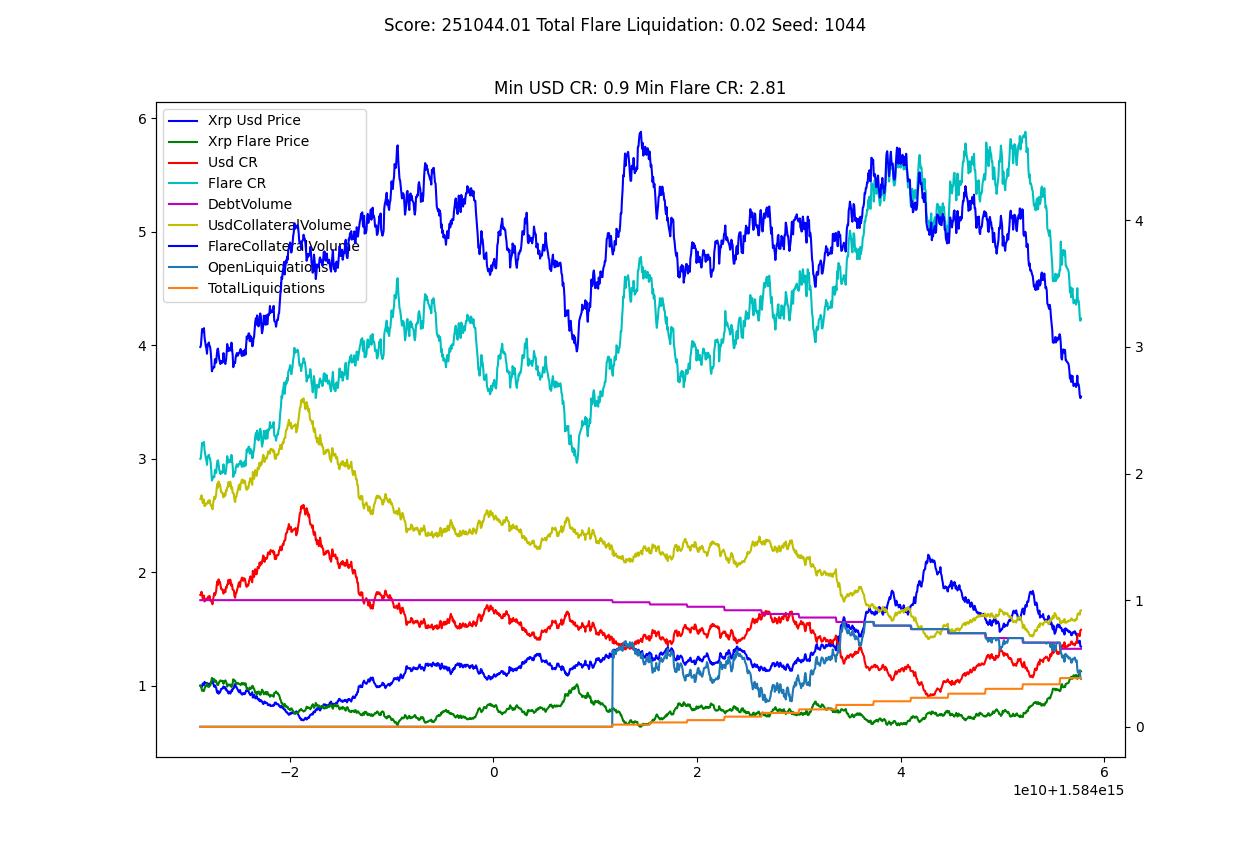 Score: 251044.01 Total Flare Liquidation: 0.02 Seed: 1044
Min USD CR: 0.9 Min Flare CR: 2.81
Xrp Usd Price
Xrp Flare Price
Usd CR
Flare CR
DebtVolume
UsdCollateralVolume
FlareCollateralVolume
OpenLiquidations
TotalLiquidations
6
5
4
3
2
1
4
3
2
1
0
−2
0
2
4
6
1e10+1.584e15